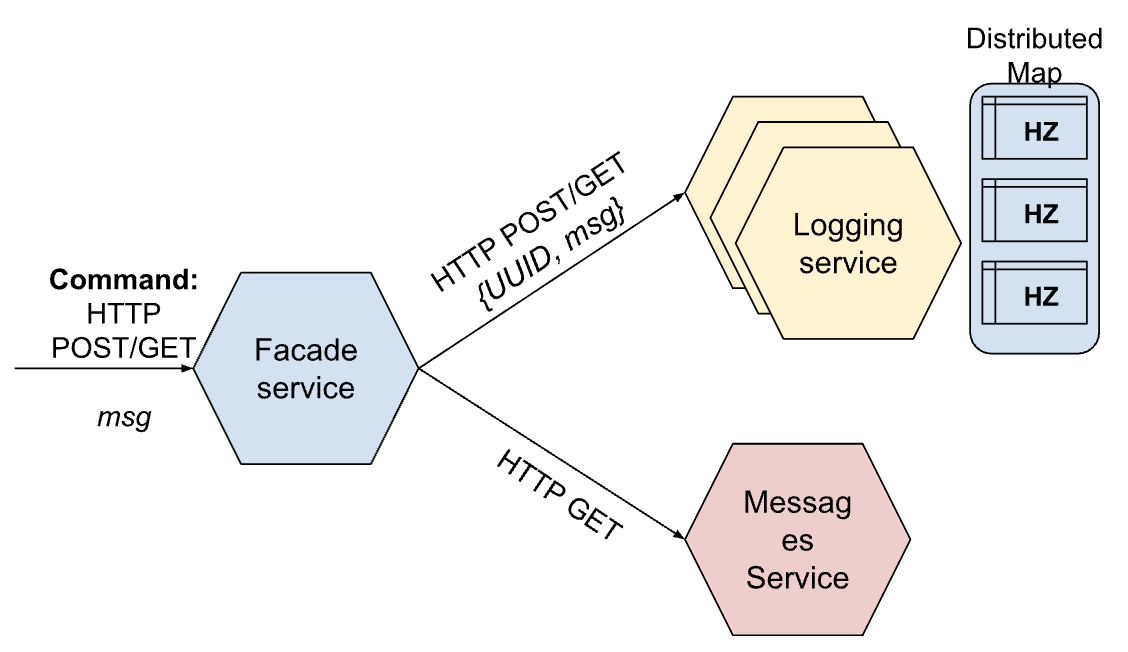 Distributed
Map
HZ
HZ
HZ
Logging
service
HTTP POST/GET
{UUID, msg}
Command:
HTTP
POST/GET
msg
Facade
service
HTTP GET
Messag
es
Service